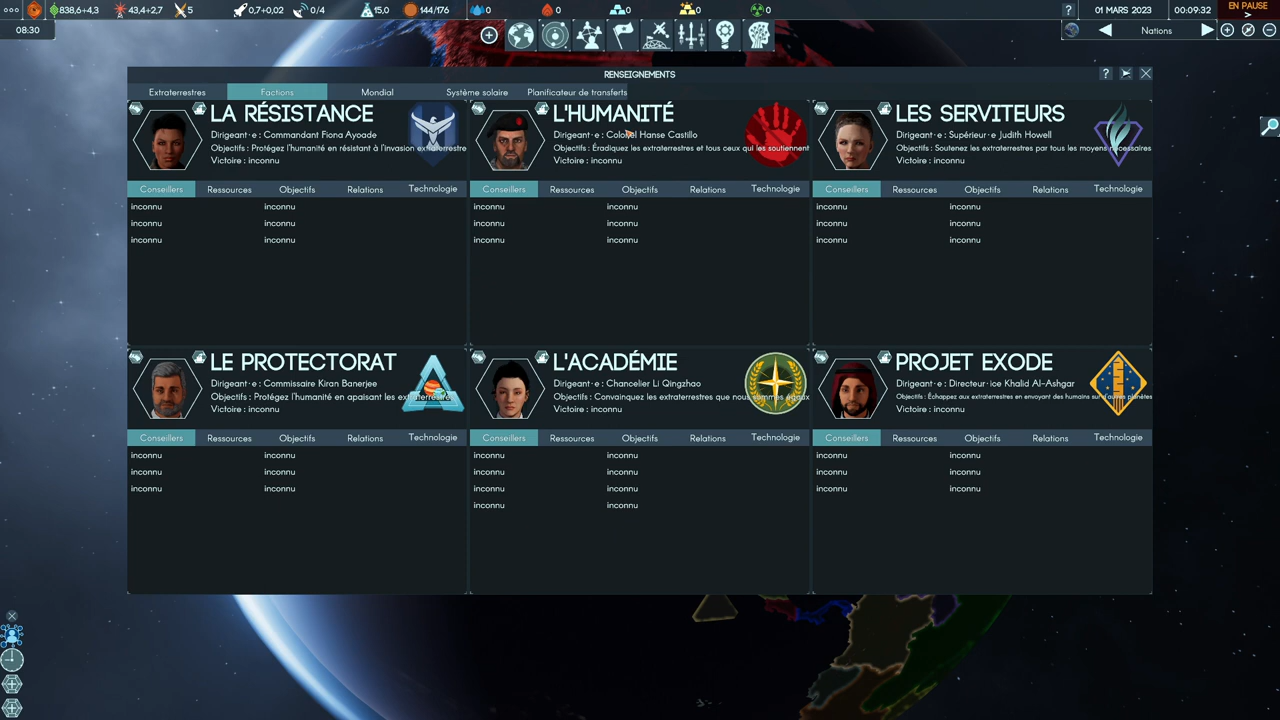 838,6+4,3
43,4+2,7
5
0,7+0,02
0/4
15,0
144/176
0
0
0
0
0
?
01 MARS 2023
00:09:32
EN PAUSE
>
08:30
Nations
RENSEIGNEMENTS
?
Extraterrestres
Factions
Mondial
Système solaire
Planificateur de transferts
LA RÉSISTANCE
Dirigeant·e : Commandant Fiona Ayoade
Objectifs : Protégez l'humanité en résistant à l'invasion extraterrestre
Victoire : inconnu
Conseillers
Ressources
Objectifs
Relations
Technologie
inconnu inconnu
inconnu inconnu
inconnu inconnu
L'HUMANITÉ
Dirigeant·e : Colonel Hanse Castillo
Objectifs : Éradiquez les extraterrestres et tous ceux qui les soutiennent
Victoire : inconnu
Conseillers
Ressources
Objectifs
Relations
Technologie
inconnu inconnu
inconnu inconnu
inconnu inconnu
LES SERVITEURS
Dirigeant·e : Supérieur·e Judith Howell
Objectifs : Soutenez les extraterrestres par tous les moyens nécessaires
Victoire : inconnu
Conseillers
Ressources
Objectifs
Relations
Technologie
inconnu inconnu
inconnu inconnu
inconnu inconnu
LE PROTECTORAT
Dirigeant·e : Commissaire Kiran Banerjee
Objectifs : Protégez l'humanité en apaisant les extraterrestres
Victoire : inconnu
Conseillers
Ressources
Objectifs
Relations
Technologie
inconnu inconnu
inconnu inconnu
inconnu inconnu
L'ACADÉMIE
Dirigeant·e : Chancelier Li Qingzhao
Objectifs : Convainquez les extraterrestres que nous sommes égaux
Victoire : inconnu
Conseillers
Ressources
Objectifs
Relations
Technologie
inconnu inconnu
inconnu inconnu
inconnu inconnu
inconnu inconnu
PROJET EXODE
Dirigeant·e : Directeur·ice Khalid Al-Ashgar
Objectifs : Échappez aux extraterrestres en envoyant des humains sur d'autres planètes
Victoire : inconnu
Conseillers
Ressources
Objectifs
Relations
Technologie
inconnu inconnu
inconnu inconnu
inconnu inconnu